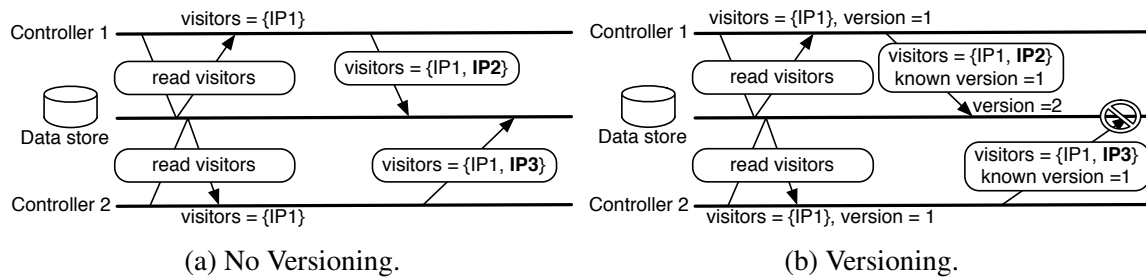 visitors = {IP1}
Controller 1
read visitors
visitors = {IP1, IP2}
Data store
read visitors
visitors = {IP1, IP3}
Controller 2
visitors = {IP1}
(a) No Versioning.
visitors = {IP1}, version =1
Controller 1
read visitors
visitors = {IP1, IP2}
known version =1
version =2
Data store
read visitors
visitors = {IP1, IP3}
known version =1
Controller 2
visitors = {IP1}, version = 1
(b) Versioning.